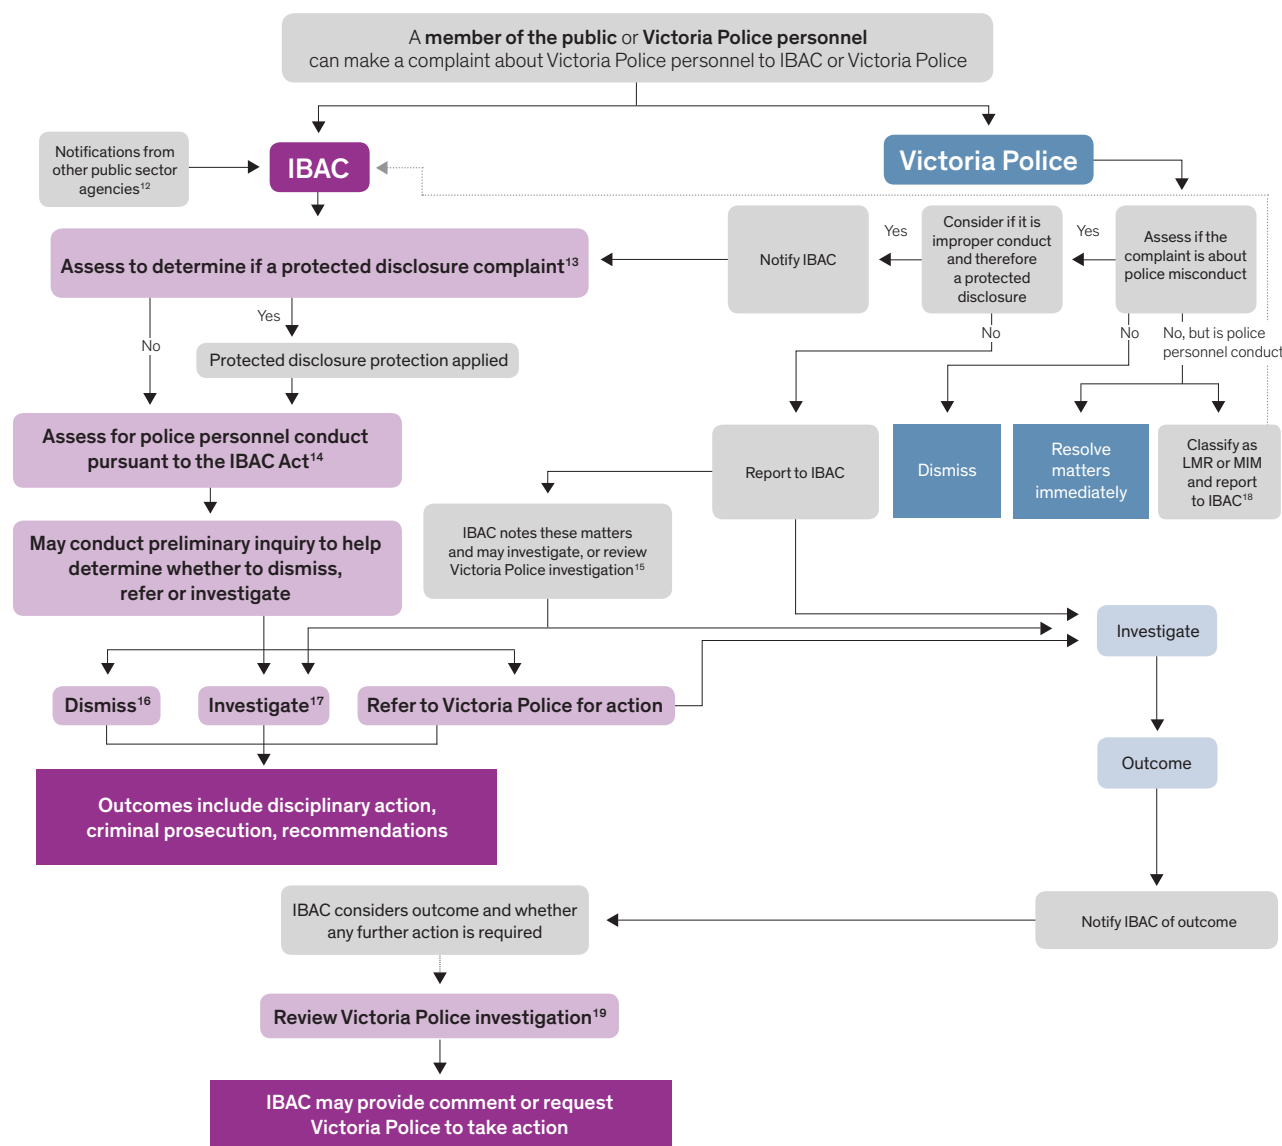 A member of the public or Victoria Police personnel
can make a complaint about Victoria Police personnel to IBAC or Victoria Police
Notifications from
other public sector
agencies12
IBAC
Victoria Police
Assess to determine if a protected disclosure complaint13
Notify IBAC
Yes
Consider if it is
improper conduct
and therefore
a protected
disclosure
Yes
Assess if the
complaint is about
police misconduct
No
Yes
Protected disclosure protection applied
No
No
No, but is police
personnel conduct
Assess for police personnel conduct
pursuant to the IBAC Act14
Report to IBAC
Dismiss
Resolve
matters
immediately
Classify as
LMR or MIM
and report
to IBAC18
May conduct preliminary inquiry to help
determine whether to dismiss,
refer or investigate
IBAC notes these matters
and may investigate, or review
Victoria Police investigation15
Investigate
Dismiss16
Investigate17
Refer to Victoria Police for action
Outcome
Outcomes include disciplinary action,
criminal prosecution, recommendations
IBAC considers outcome and whether
any further action is required
Notify IBAC of outcome
Review Victoria Police investigation19
IBAC may provide comment or request
Victoria Police to take action